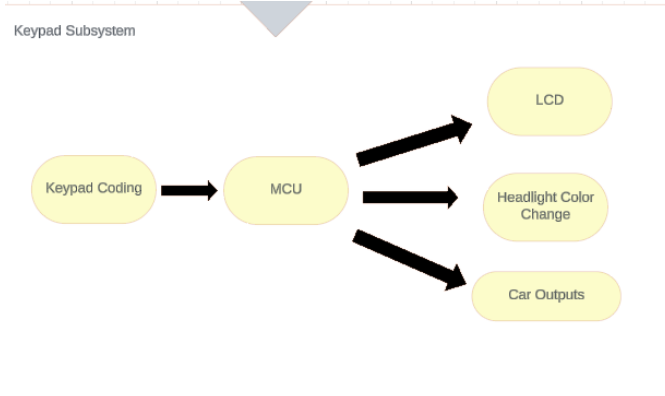 Keypad Subsystem
LCD
Keypad Coding
MCU
Headlight Color
Change
Car Outputs